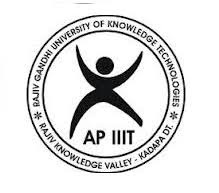 RAJIV GANDHI UNIVERSITY OF KNOWLEDGE TECHNOLOGIES
AP IIIT
RAJIV KNOWLEDGE VALLEY - KADAPA DT.